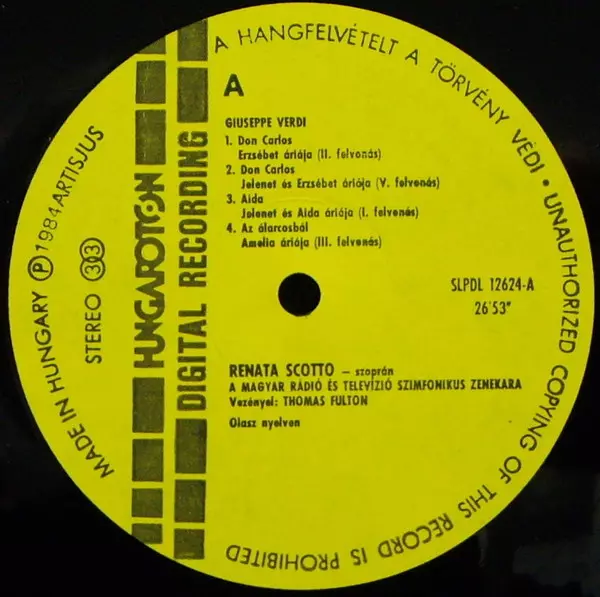 A HANGFELVÉTELT A TÖRVÉNY VÉDI • UNAUTHORIZED COPYING OF THIS RECORD IS PROHIBITED
MADE IN HUNGARY Ⓟ 1984 ARTISJUS
STEREO 33
HUNGAROTON
DIGITAL RECORDING
A
GIUSEPPE VERDI
1. Don Carlos
Erzsébet áriája (II. felvonás)
2. Don Carlos
Jelenet és Erzsébet áriája (V. felvonás)
3. Aida
Jelenet és Aida áriája (I. felvonás)
4. Az álarcosbál
Amelia áriája (III. felvonás)
SLPDL 12624-A
26'53"
RENATA SCOTTO – szoprán
A MAGYAR RÁDIÓ ÉS TELEVÍZIÓ SZIMFONIKUS ZENEKARA
Vezényel: THOMAS FULTON
Olasz nyelven